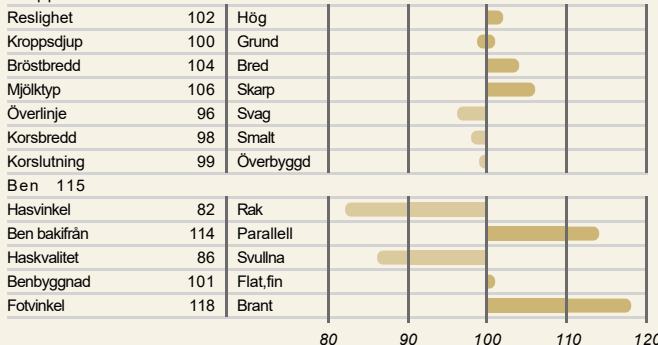 Reslighet 102 Hög
Kroppsdjup 100 Grund
Bröstbredd 104 Bred
Mjölktyp 106 Skarp
Överlinje 96 Svag
Korsbredd 98 Smalt
Korslutning 99 Överbyggd
Ben 115
Hasvinkel 82 Rak
Ben bakifrån 114 Parallell
Haskvalitet 86 Svullna
Benbyggnad 101 Flat,fin
Fotvinkel 118 Brant
80 90 100 110 120